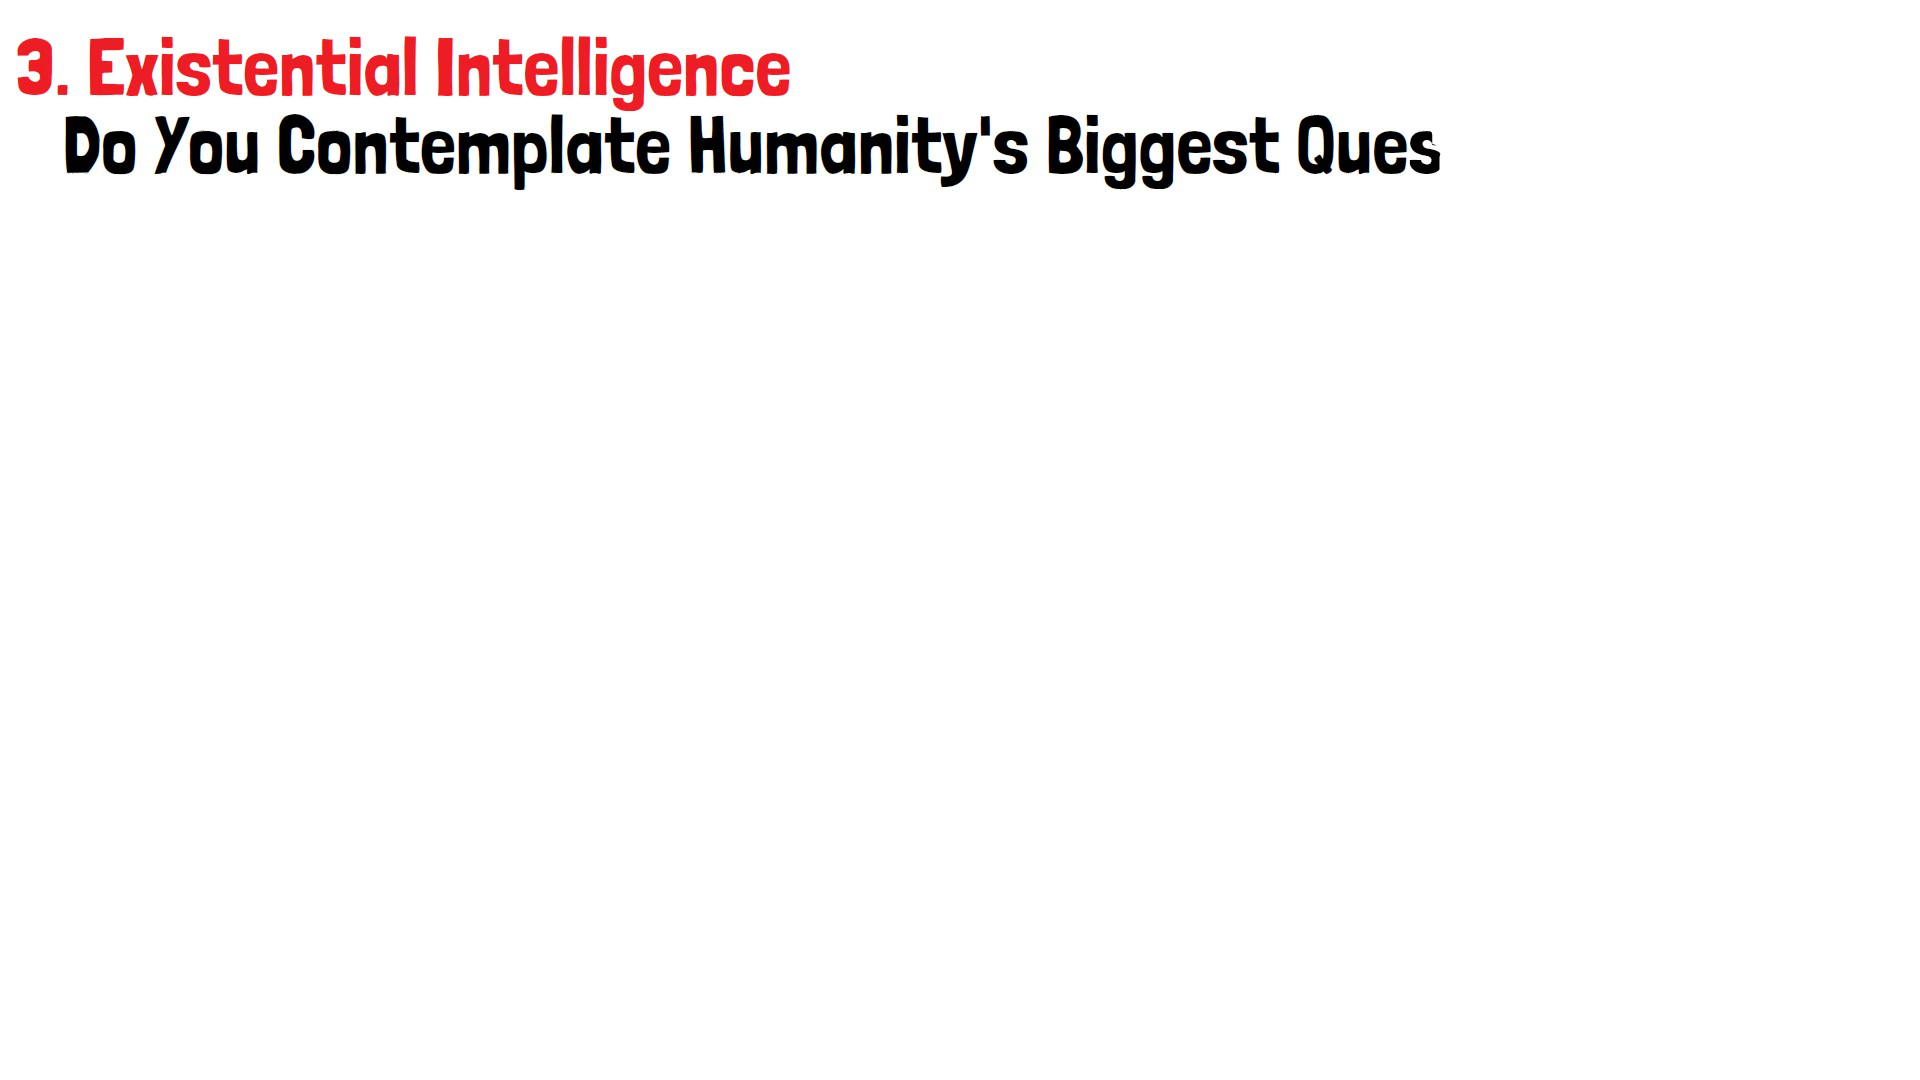 3. Existential Intelligence
Do You Contemplate Humanity's Biggest Ques